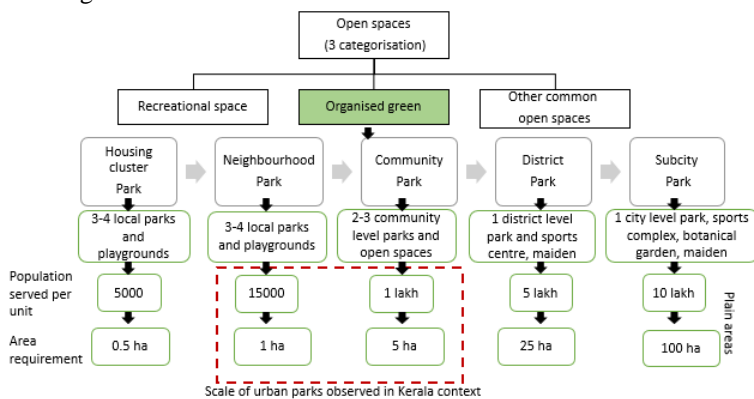 Open spaces
(3 categorisation)
Recreational space
Organised green
Other common
open spaces
Housing
cluster
Park
Neighbourhood
Park
Community
Park
District
Park
Subcity
Park
3-4 local parks
and
playgrounds
3-4 local parks
and playgrounds
2-3 community
level parks and
open spaces
1 district level
park and sports
centre, maiden
1 city level park, sports
complex, botanical
garden, maiden
Population
served per
unit
5000
15000
1 lakh
5 lakh
10 lakh
Plain areas
Area
requirement
0.5 ha
1 ha
5 ha
25 ha
100 ha
Scale of urban parks observed in Kerala context